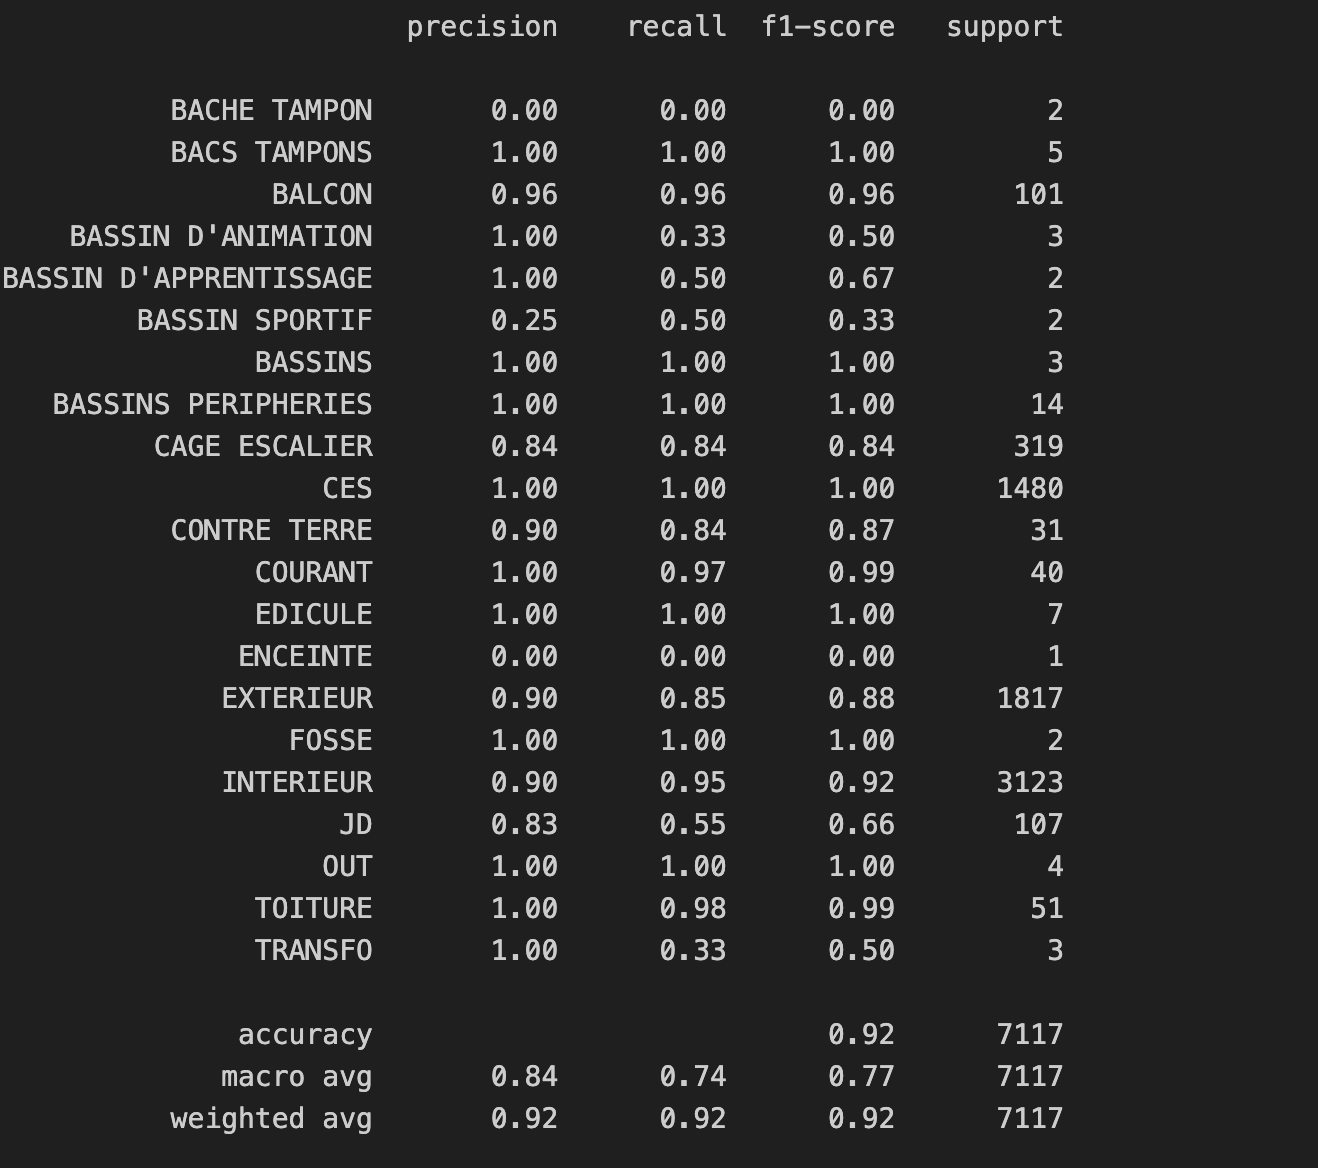 precision recall f1-score support
BACHE TAMPON 0.00 0.00 0.00 2
BACS TAMPONS 1.00 1.00 1.00 5
BALCON 0.96 0.96 0.96 101
BASSIN D'ANIMATION 1.00 0.33 0.50 3
BASSIN D'APPRENTISSAGE 1.00 0.50 0.67 2
BASSIN SPORTIF 0.25 0.50 0.33 2
BASSINS 1.00 1.00 1.00 3
BASSINS PERIPHERIES 1.00 1.00 1.00 14
CAGE ESCALIER 0.84 0.84 0.84 319
CES 1.00 1.00 1.00 1480
CONTRE TERRE 0.90 0.84 0.87 31
COURANT 1.00 0.97 0.99 40
EDICULE 1.00 1.00 1.00 7
ENCEINTE 0.00 0.00 0.00 1
EXTERIEUR 0.90 0.85 0.88 1817
FOSSE 1.00 1.00 1.00 2
INTERIEUR 0.90 0.95 0.92 3123
JD 0.83 0.55 0.66 107
OUT 1.00 1.00 1.00 4
TOITURE 1.00 0.98 0.99 51
TRANSFO 1.00 0.33 0.50 3
accuracy 0.92 7117
macro avg 0.84 0.74 0.77 7117
weighted avg 0.92 0.92 0.92 7117